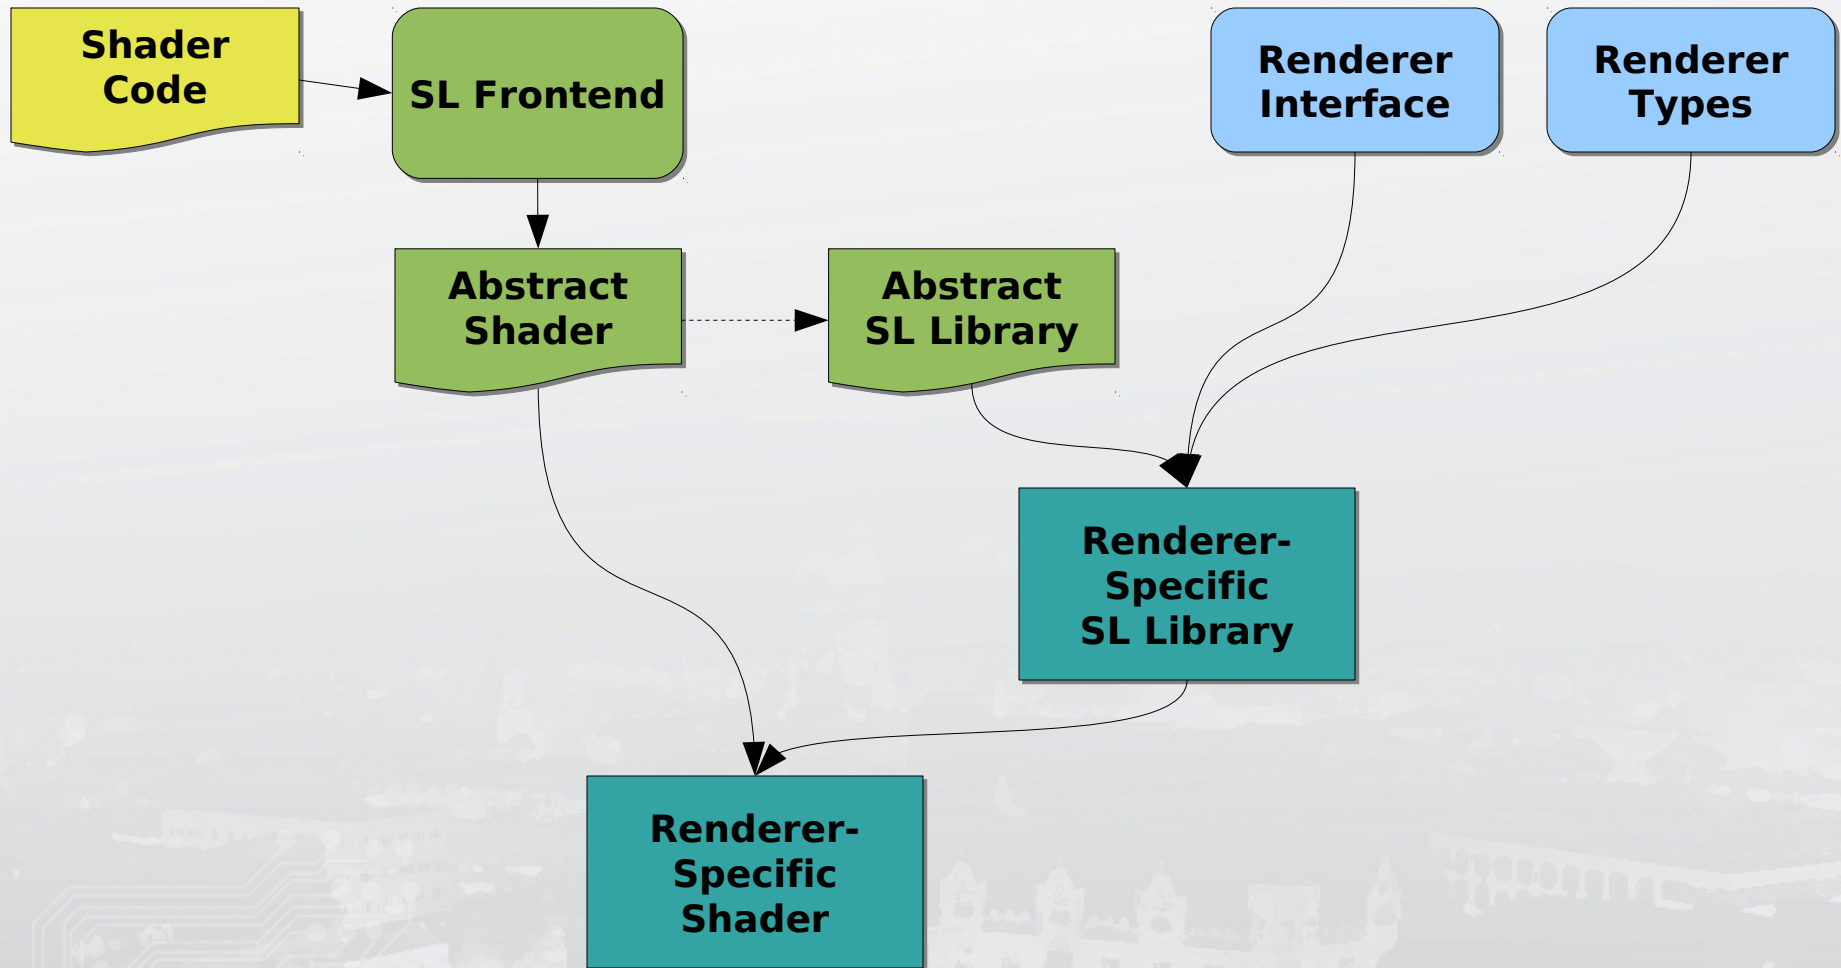 Shader
Code
SL Frontend
Renderer
Interface
Renderer
Types
Abstract
Shader
Abstract
SL Library
Renderer-
Specific
SL Library
Renderer-
Specific
Shader